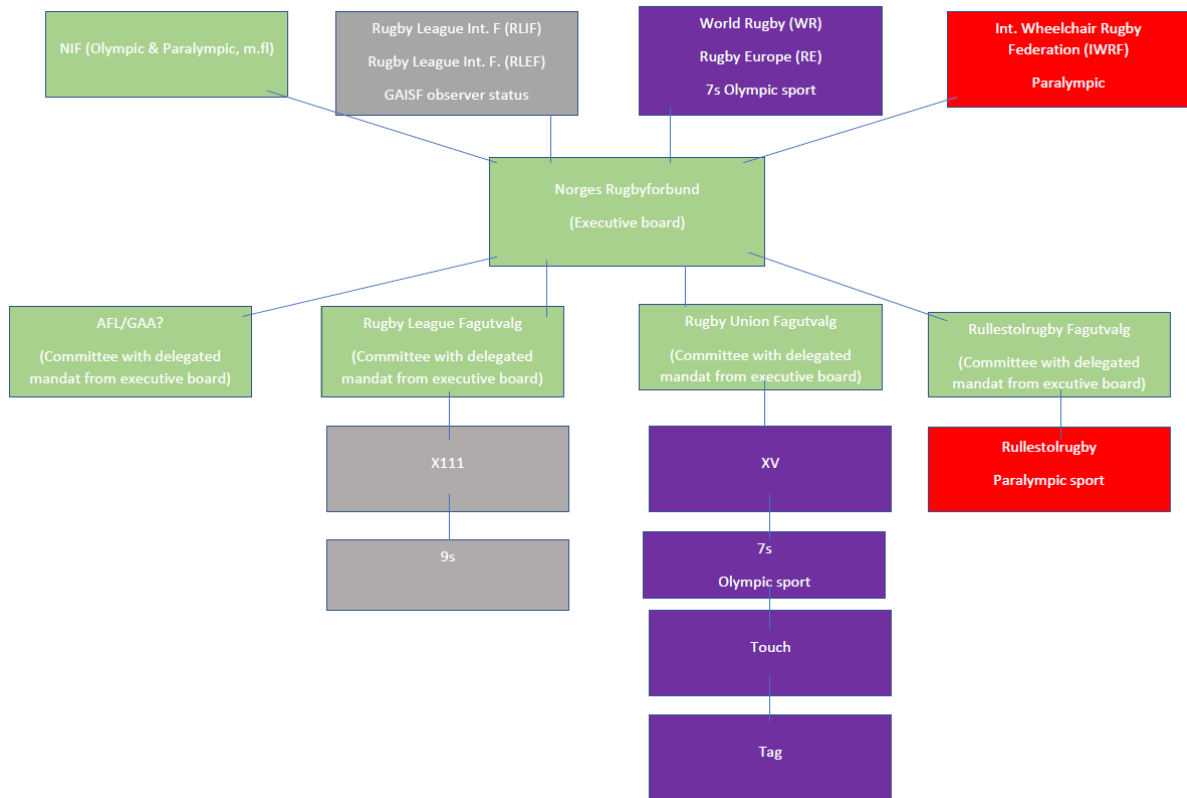 NIF (Olympic & Paralympic, m.fl)
Rugby League Int. F (RLIF)
Rugby League Int. F. (RLEF)
GAISF observer status
World Rugby (WR)
Rugby Europe (RE)
7s Olympic sport
Int. Wheelchair Rugby
Federation (IWRF)
Paralympic
Norges Rugbyforbund
(Executive board)
AFL/GAA?
(Committee with delegated
mandat from executive board)
Rugby League Fagutvalg
(Committee with delegated
mandat from executive board)
Rugby Union Fagutvalg
(Committee with delegated
mandat from executive board)
Rullestolrugby Fagutvalg
(Committee with delegated
mandat from excutive board)
X111
9s
XV
7s
Olympic sport
Touch
Tag
Rullestolrugby
Paralympic sport